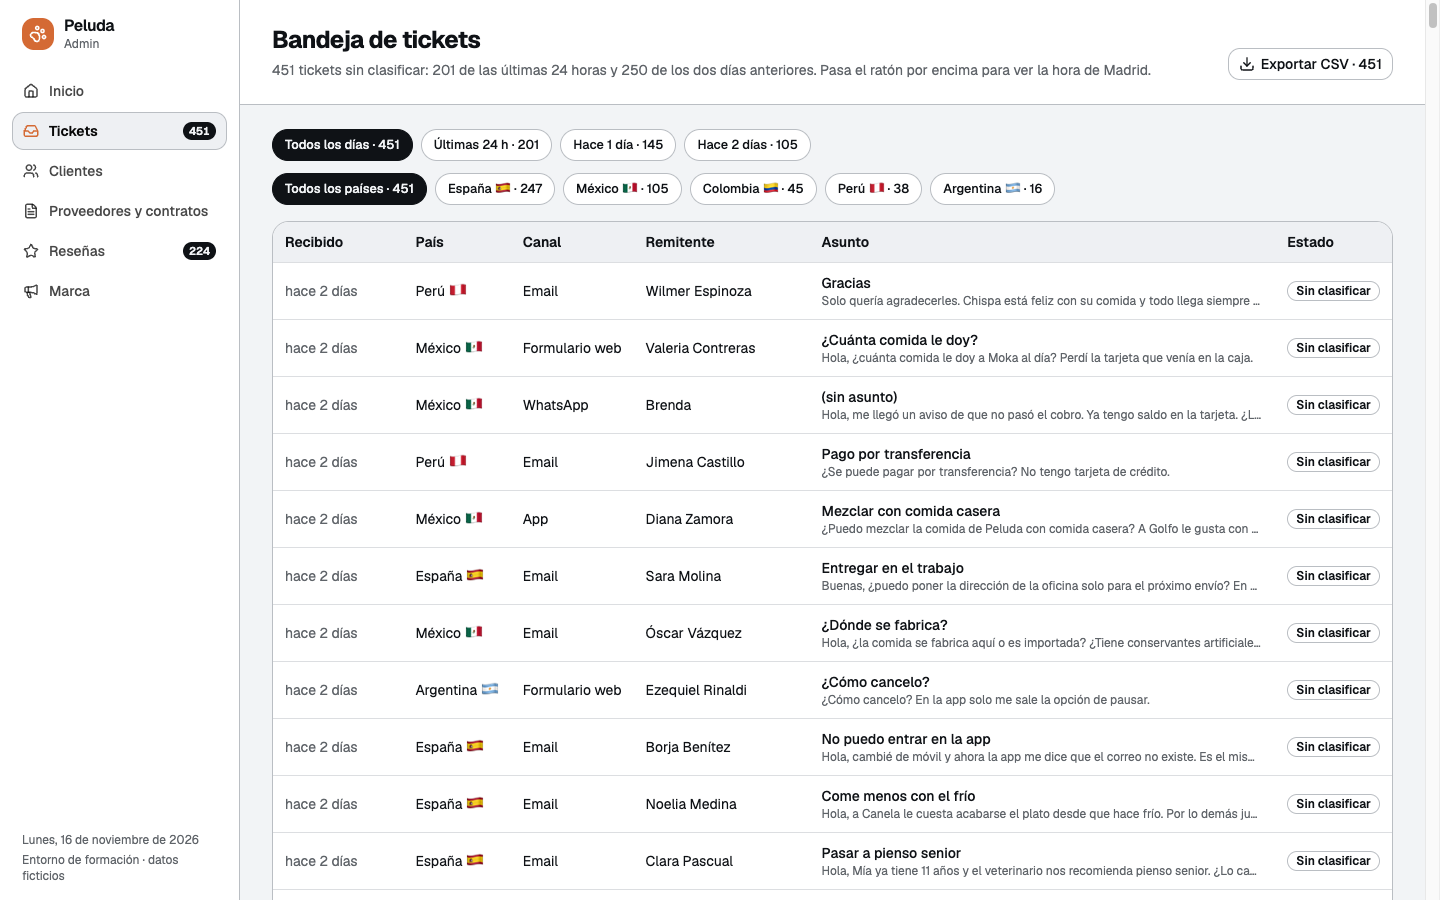 Peluda
Admin
Inicio
Tickets 451
Clientes
Proveedores y contratos
Reseñas 224
Marca
Lunes, 16 de noviembre de 2026
Entorno de formación · datos
ficticios
Bandeja de tickets
451 tickets sin clasificar: 201 de las últimas 24 horas y 250 de los dos días anteriores. Pasa el ratón por encima para ver la hora de Madrid.
Exportar CSV · 451
Todos los días · 451 Últimas 24 h · 201 Hace 1 día · 145 Hace 2 días · 105
Todos los países · 451 España 🇪🇸 · 247 México 🇲🇽 · 105 Colombia 🇨🇴 · 45 Perú 🇵🇪 · 38 Argentina 🇦🇷 · 16
Recibido País Canal Remitente Asunto Estado
hace 2 días Perú 🇵🇪 Email Wilmer Espinoza Gracias Sin clasificar
Solo quería agradecerles. Chispa está feliz con su comida y todo llega siempre ...
hace 2 días México 🇲🇽 Formulario web Valeria Contreras ¿Cuánta comida le doy? Sin clasificar
Hola, ¿cuánta comida le doy a Moka al día? Perdí la tarjeta que venía en la caja.
hace 2 días México 🇲🇽 WhatsApp Brenda (sin asunto) Sin clasificar
Hola, me llegó un aviso de que no pasó el cobro. Ya tengo saldo en la tarjeta. ¿L...
hace 2 días Perú 🇵🇪 Email Jimena Castillo Pago por transferencia Sin clasificar
¿Se puede pagar por transferencia? No tengo tarjeta de crédito.
hace 2 días México 🇲🇽 App Diana Zamora Mezclar con comida casera Sin clasificar
¿Puedo mezclar la comida de Peluda con comida casera? A Golfo le gusta con ...
hace 2 días España 🇪🇸 Email Sara Molina Entregar en el trabajo Sin clasificar
Buenas, ¿puedo poner la dirección de la oficina solo para el próximo envío? En ...
hace 2 días México 🇲🇽 Email Óscar Vázquez ¿Dónde se fabrica? Sin clasificar
Hola, ¿la comida se fabrica aquí o es importada? ¿Tiene conservantes artificiale...
hace 2 días Argentina 🇦🇷 Formulario web Ezequiel Rinaldi ¿Cómo cancelo? Sin clasificar
¿Cómo cancelo? En la app solo me sale la opción de pausar.
hace 2 días España 🇪🇸 Email Borja Benítez No puedo entrar en la app Sin clasificar
Hola, cambié de móvil y ahora la app me dice que el correo no existe. Es el mis...
hace 2 días España 🇪🇸 Email Noelia Medina Come menos con el frío Sin clasificar
Hola, a Canela le cuesta acabarse el plato desde que hace frío. Por lo demás ju...
hace 2 días España 🇪🇸 Email Clara Pascual Pasar a pienso senior Sin clasificar
Hola, Mía ya tiene 11 años y el veterinario nos recomienda pienso senior. ¿Lo ca...